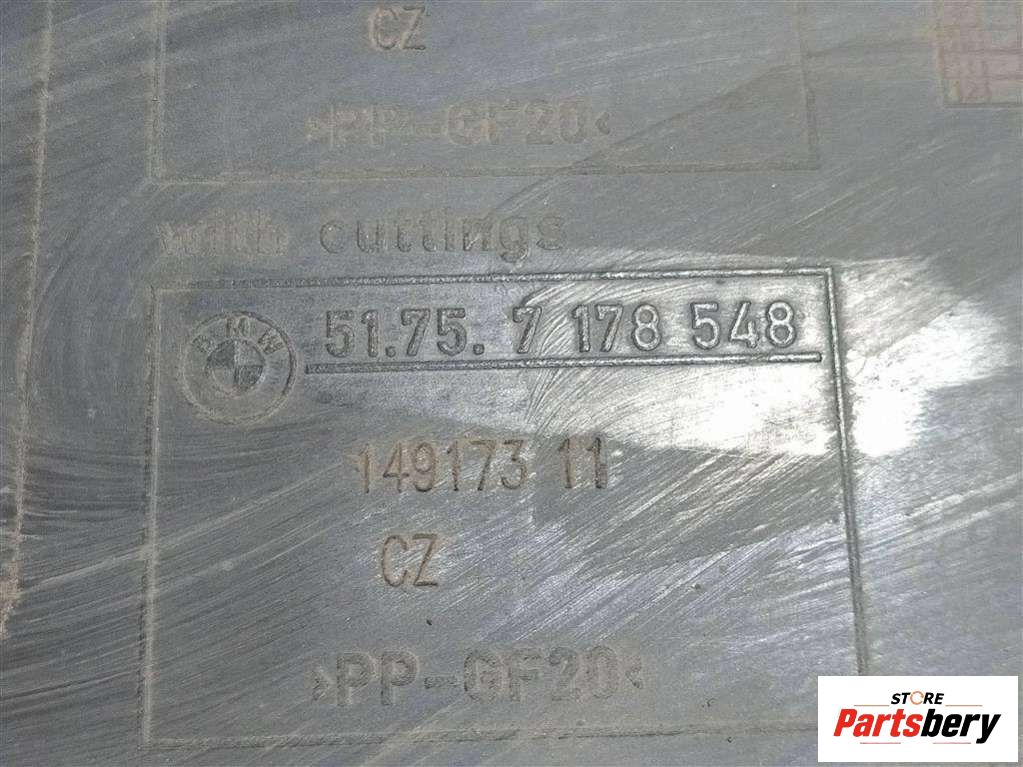 CZ
>PP-GF20<
with cuttings
BMW
51.75. 7 178 548
149173 11
CZ
>PP-GF20<
STORE
Partsbery